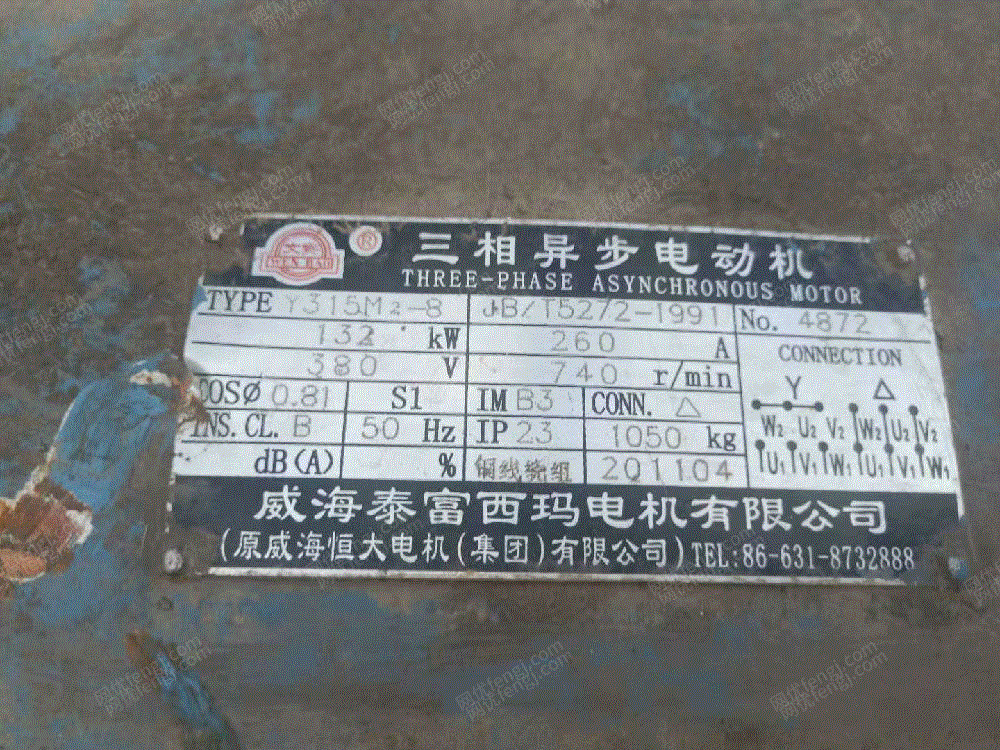 三相异步电动机
THREE-PHASE ASYNCHRONOUS MOTOR
TYPE Y315M2-8 JB/T5272-1991 No. 4872
132 kW 260 A CONNECTION
380 V 740 r/min Y △
COSØ 0.81 S1 IM B3 CONN. △
W2 U2 V2 W2 U2 V2
INS. CL. B 50 Hz IP 23 1050 kg
U1 V1 W1 U1 V1 W1
dB(A) % 铜线绕组 201104
威海泰富西玛电机有限公司
(原威海恒大电机(集团)有限公司) TEL:86-631-8732888